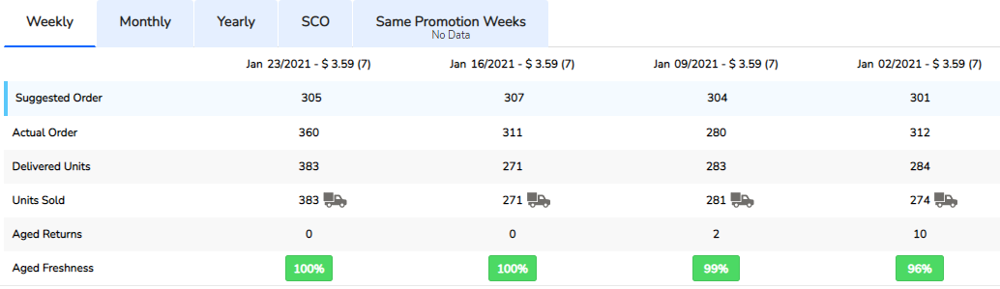 Weekly Monthly Yearly SCO Same Promotion Weeks
No Data
Jan 23/2021 - $ 3.59 (7) Jan 16/2021 - $ 3.59 (7) Jan 09/2021 - $ 3.59 (7) Jan 02/2021 - $ 3.59 (7)
Suggested Order 305 307 304 301
Actual Order 360 311 280 312
Delivered Units 383 271 283 284
Units Sold 383 271 281 274
Aged Returns 0 0 2 10
Aged Freshness 100% 100% 99% 96%